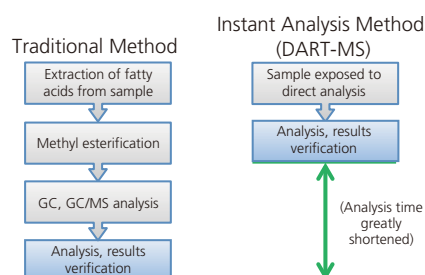 Traditional Method
Extraction of fatty
acids from sample
Methyl esterification
GC, GC/MS analysis
Analysis, results
verification
Instant Analysis Method
(DART-MS)
Sample exposed to
direct analysis
Analysis, results
verification
(Analysis time
greatly
shortened)